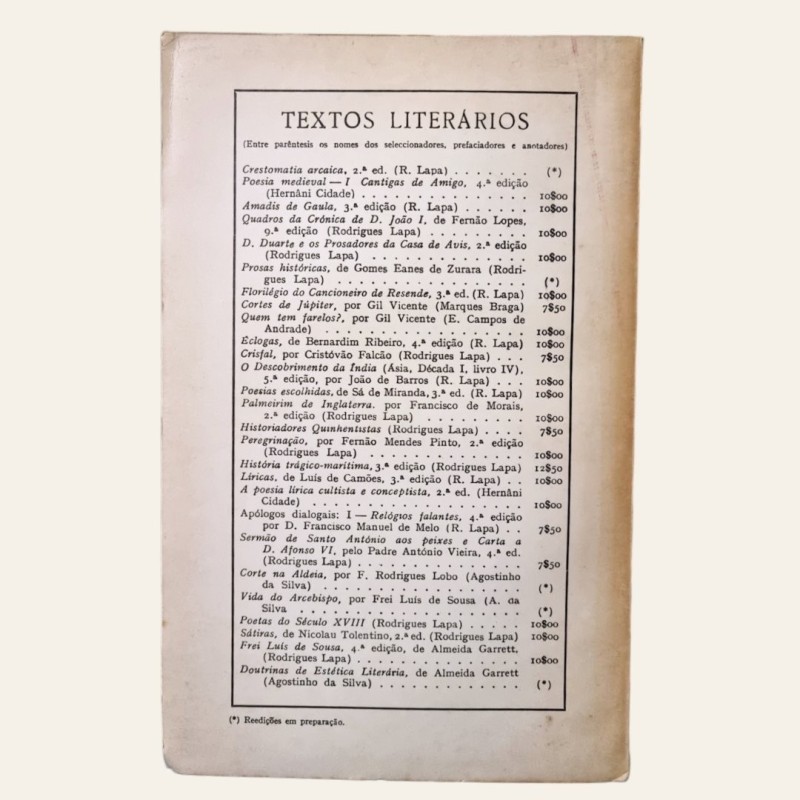 TEXTOS LITERÁRIOS
(Entre parêntesis os nomes dos seleccionadores, prefaciadores e anotadores)
Crestomatia arcaica, 2.ª ed. (R. Lapa) . . . . . . . (*)
Poesia medieval — I Cantigas de Amigo, 4.ª edição
(Hernâni Cidade) . . . . . . . . . . . . . . 10$00
Amadis de Gaula, 3.ª edição (R. Lapa) . . . . . . 10$00
Quadros da Crónica de D. João I, de Fernão Lopes,
9.ª edição (Rodrigues Lapa) . . . . . . . . . 10$00
D. Duarte e os Prosadores da Casa de Avis, 2.ª edição
(Rodrigues Lapa) . . . . . . . . . . . . . . 10$00
Prosas históricas, de Gomes Eanes de Zurara (Rodri-
gues Lapa) . . . . . . . . . . . . . . . . . (*)
Florilégio do Cancioneiro de Resende, 3.ª ed. (R. Lapa) 10$00
Cortes de Júpiter, por Gil Vicente (Marques Braga) 7$50
Quem tem farelos?, por Gil Vicente (E. Campos de
Andrade) . . . . . . . . . . . . . . . . . . 10$00
Éclogas, de Bernardim Ribeiro, 4.ª edição (R. Lapa) 10$00
Crisfal, por Cristóvão Falcão (Rodrigues Lapa) . . . 7$50
O Descobrimento da Índia (Ásia, Década I, livro IV),
5.ª edição, por João de Barros (R. Lapa) . . . 10$00
Poesias escolhidas, de Sá de Miranda, 3.ª ed. (R. Lapa) 10$00
Palmeirim de Inglaterra. por Francisco de Morais,
2.ª edição (Rodrigues Lapa) . . . . . . . . . 10$00
Historiadores Quinhentistas (Rodrigues Lapa) . . . . 7$50
Peregrinação, por Fernão Mendes Pinto, 2.ª edição
(Rodrigues Lapa) . . . . . . . . . . . . . . 10$00
História trágico-marítima, 3.ª edição (Rodrigues Lapa) 12$50
Líricas, de Luís de Camões, 3.ª edição (R. Lapa) . . 10$00
A poesia lírica cultista e conceptista, 2.ª ed. (Hernâni
Cidade) . . . . . . . . . . . . . . . . . . 10$00
Apólogos dialogais: I — Relógios falantes, 4.ª edição
por D. Francisco Manuel de Melo (R. Lapa) . . 7$50
Sermão de Santo António aos peixes e Carta a
D. Afonso VI, pelo Padre António Vieira, 4.ª ed.
(Rodrigues Lapa) . . . . . . . . . . . . . . 7$50
Corte na Aldeia, por F. Rodrigues Lobo (Agostinho
da Silva) . . . . . . . . . . . . . . . . . . (*)
Vida do Arcebispo, por Frei Luís de Sousa (A. da
Silva . . . . . . . . . . . . . . . . . . . . (*)
Poetas do Século XVIII (Rodrigues Lapa) . . . . . 10$00
Sátiras, de Nicolau Tolentino, 2.ª ed. (Rodrigues Lapa) 10$00
Frei Luís de Sousa, 4.ª edição, de Almeida Garrett,
(Rodrigues Lapa) . . . . . . . . . . . . . . 10$00
Doutrinas de Estética Literária, de Almeida Garrett
(Agostinho da Silva) . . . . . . . . . . . . . (*)
(*) Reedições em preparação.